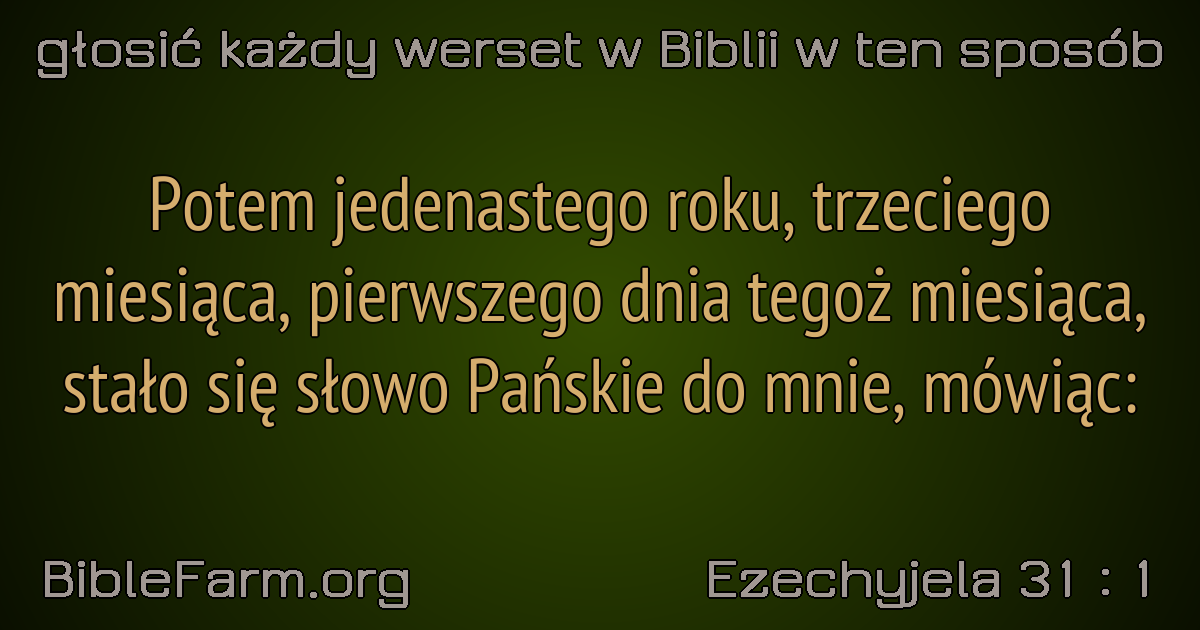 głosić każdy werset w Biblii w ten sposób
Potem jedenastego roku, trzeciego
miesiąca, pierwszego dnia tegoż miesiąca,
stało się słowo Pańskie do mnie, mówiąc:
BibleFarm.org
Ezechyjela 31 : 1